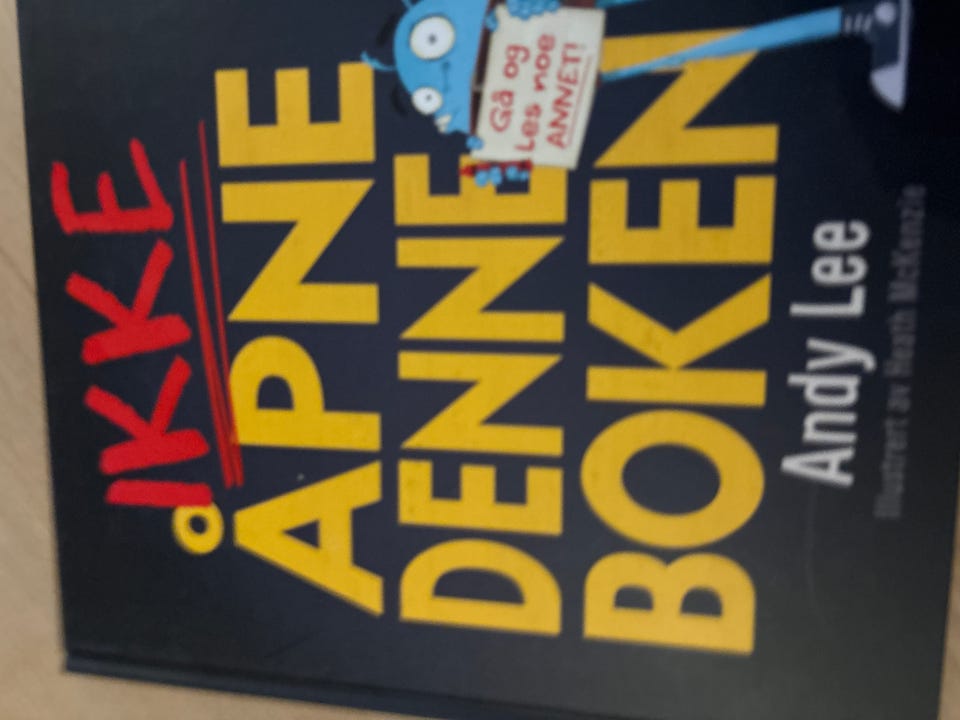 IKKE
ÅPNE
DENNE
BOKEN
Gå og
Les noe
ANNET!
Andy Lee
Illustrert av Heath McKenzie